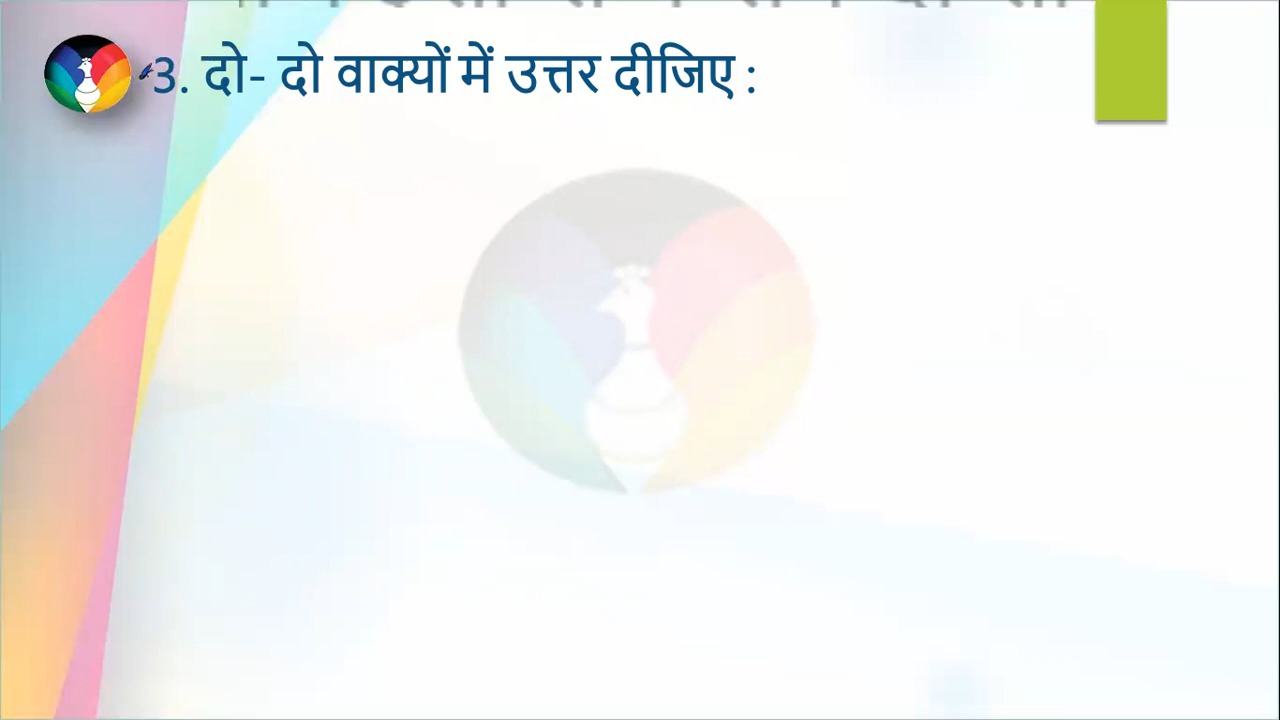 3. दो- दो वाक्यों में उत्तर दीजिए :